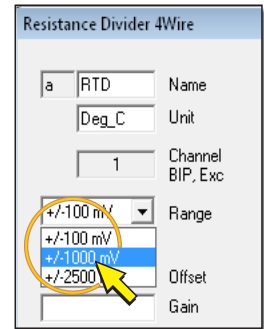 Resistance Divider 4Wire
a RTD Name
Deg_C Unit
1 Channel
BIP, Exc
+/-100 mV Range
+/-100 mV
+/-1000 mV
+/-2500 Offset
Gain